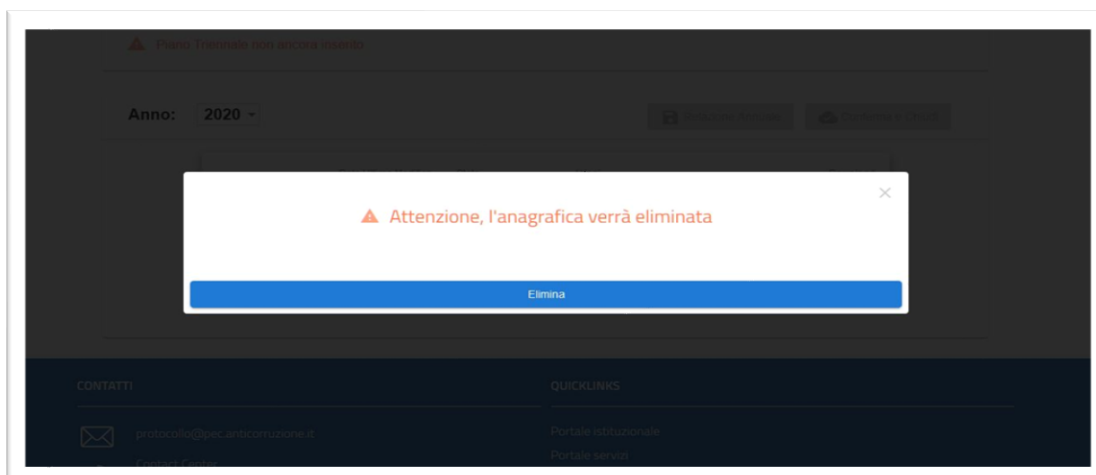 Piano Triennale non ancora inserito
Anno: 2020
Attenzione, l'anagrafica verrà eliminata
Elimina
CONTATTI
QUICKLINKS
protocollo@pec.anticorruzione.it
Portale istituzionale
Contact Center
Portale servizi